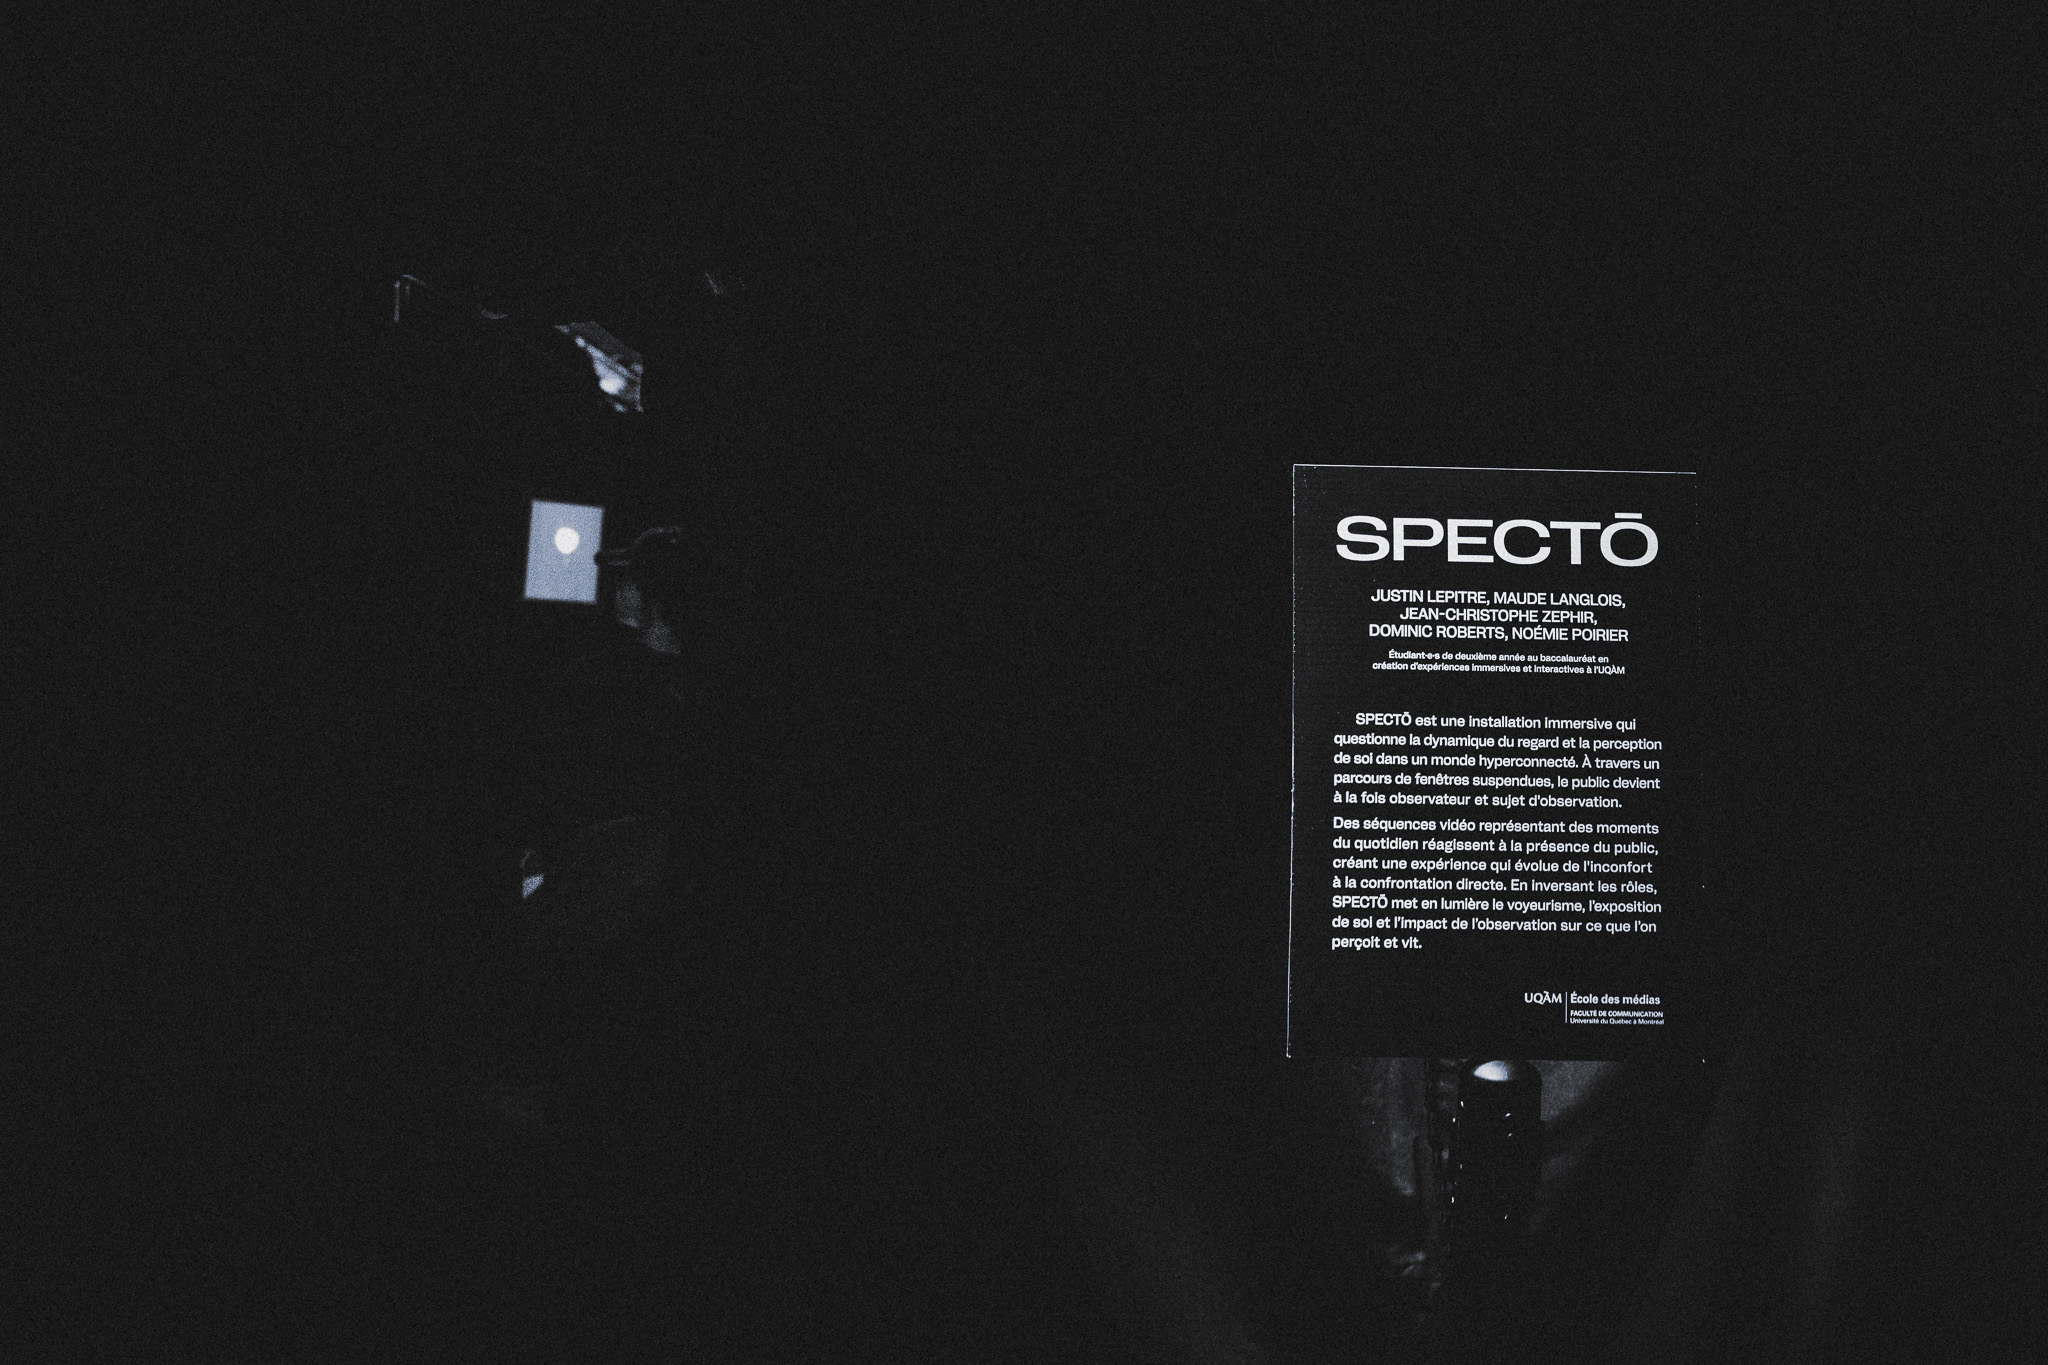 SPECTŌ
JUSTIN LEPITRE, MAUDE LANGLOIS,
JEAN-CHRISTOPHE ZEPHIR,
DOMINIC ROBERTS, NOÉMIE POIRIER
Étudiant·e·s de deuxième année au baccalauréat en
création d'expériences immersives et interactives à l'UQÀM
SPECTŌ est une installation immersive qui
questionne la dynamique du regard et la perception
de soi dans un monde hyperconnecté. À travers un
parcours de fenêtres suspendues, le public devient
à la fois observateur et sujet d'observation.
Des séquences vidéo représentant des moments
du quotidien réagissent à la présence du public,
créant une expérience qui évolue de l'inconfort
à la confrontation directe. En inversant les rôles,
SPECTŌ met en lumière le voyeurisme, l'exposition
de soi et l'impact de l'observation sur ce que l'on
perçoit et vit.
UQÀM École des médias
FACULTÉ DE COMMUNICATION
Université du Québec à Montréal